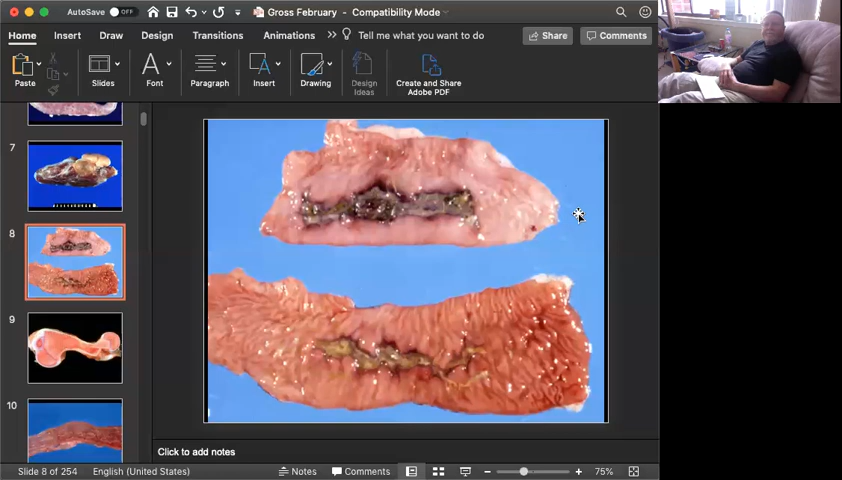 AutoSave OFF Gross February - Compatibility Mode
Home Insert Draw Design Transitions Animations Tell me what you want to do Share Comments
Paste Slides Font Paragraph Insert Drawing Design Ideas Create and Share Adobe PDF
7
8
9
10
Click to add notes
Slide 8 of 254 English (United States) Notes Comments 75%